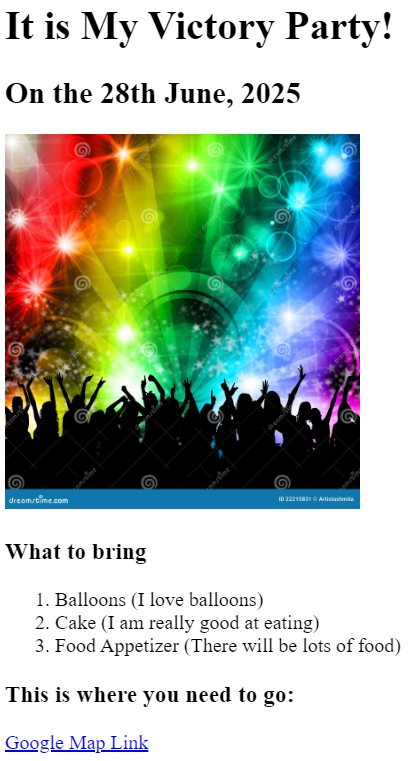 It is My Victory Party!
On the 28th June, 2025
dreamstime.com
ID 22215831 © Artistashmita
What to bring
1. Balloons (I love balloons)
2. Cake (I am really good at eating)
3. Food Appetizer (There will be lots of food)
This is where you need to go:
Google Map Link